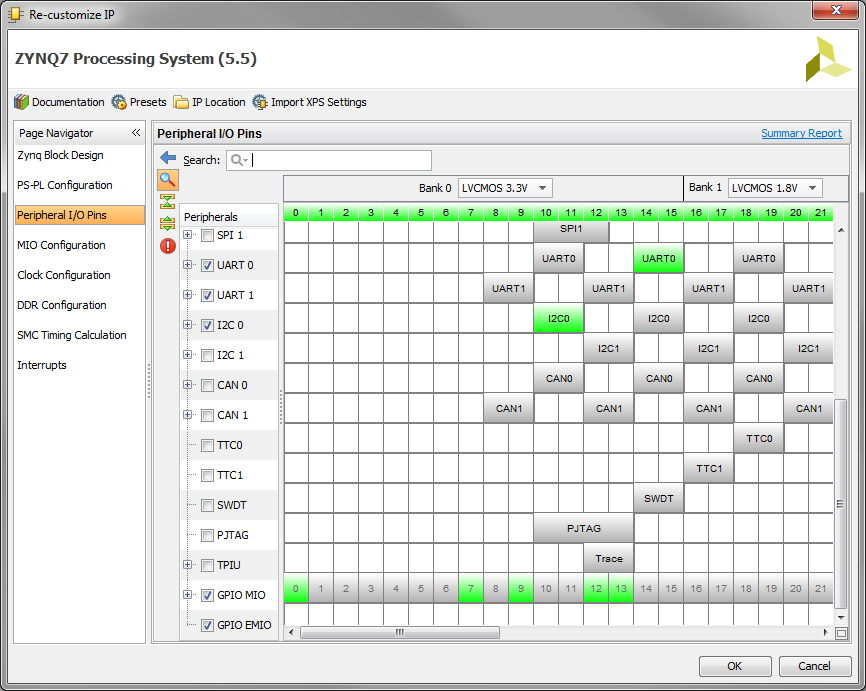 Re-customize IP
ZYNQ7 Processing System (5.5)
Documentation Presets IP Location Import XPS Settings
Page Navigator «
Zynq Block Design
PS-PL Configuration
Peripheral I/O Pins
MIO Configuration
Clock Configuration
DDR Configuration
SMC Timing Calculation
Interrupts
Peripheral I/O Pins Summary Report
Search:
Bank 0 LVCMOS 3.3V Bank 1 LVCMOS 1.8V
Peripherals 0 1 2 3 4 5 6 7 8 9 10 11 12 13 14 15 16 17 18 19 20 21
SPI 1 SPI1
UART 0 UART0 UART0 UART0
UART 1 UART1 UART1 UART1 UART1
I2C 0 I2C0 I2C0 I2C0
I2C 1 I2C1 I2C1 I2C1
CAN 0 CAN0 CAN0 CAN0
CAN 1 CAN1 CAN1 CAN1 CAN1
TTC0 TTC0
TTC1 TTC1
SWDT SWDT
PJTAG PJTAG
TPIU Trace
GPIO MIO 0 1 2 3 4 5 6 7 8 9 10 11 12 13 14 15 16 17 18 19 20 21
GPIO EMIO
OK Cancel